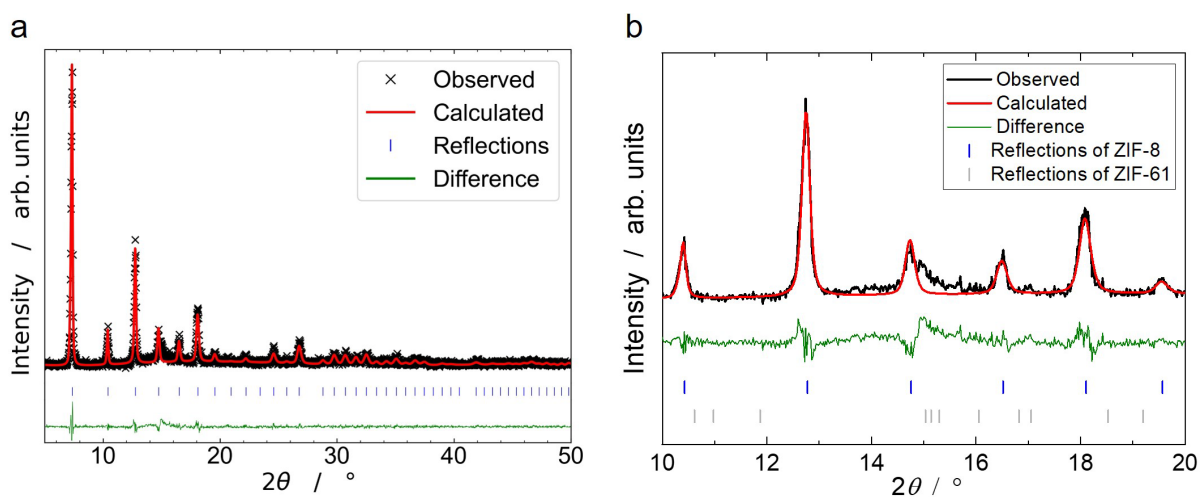 a
Intensity / arb. units
× Observed
Calculated
Reflections
Difference
10 20 30 40 50
2θ / °
b
Intensity / arb. units
Observed
Calculated
Difference
Reflections of ZIF-8
Reflections of ZIF-61
10 12 14 16 18 20
2θ / °